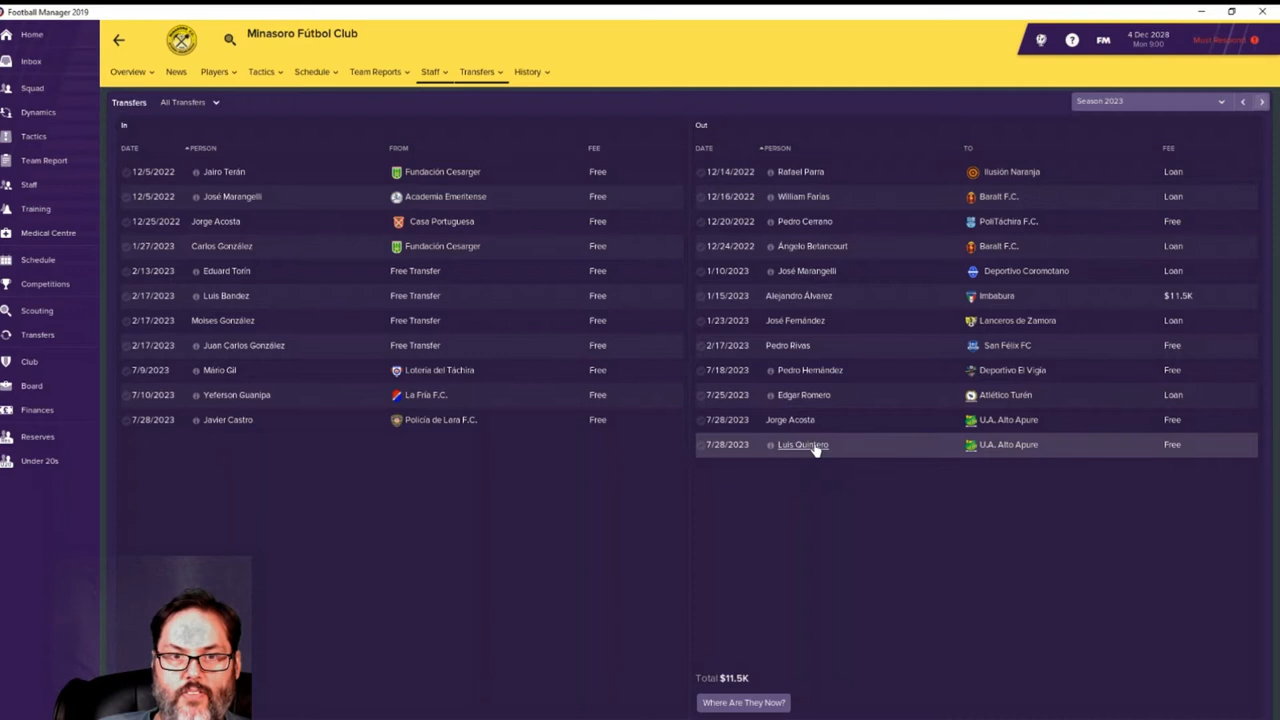 Football Manager 2019
Home
Inbox
Squad
Dynamics
Tactics
Team Report
Staff
Training
Medical Centre
Schedule
Competitions
Scouting
Transfers
Club
Board
Finances
Reserves
Under 20s
Minasoro Fútbol Club
4 Dec 2028
Mon 9:00
Must Respond
FM
Overview News Players Tactics Schedule Team Reports Staff Transfers History
Transfers All Transfers
Season 2023
In
DATE PERSON FROM FEE
12/5/2022 Jairo Terán Fundación Cesarger Free
12/5/2022 José Marangelli Academia Emeritense Free
12/25/2022 Jorge Acosta Casa Portuguesa Free
1/27/2023 Carlos González Fundación Cesarger Free
2/13/2023 Eduard Torín Free Transfer Free
2/17/2023 Luis Bandez Free Transfer Free
2/17/2023 Moises González Free Transfer Free
2/17/2023 Juan Carlos González Free Transfer Free
7/9/2023 Mário Gil Loteria del Táchira Free
7/10/2023 Yeferson Guanipa La Fría F.C. Free
7/28/2023 Javier Castro Policía de Lara F.C. Free
Out
DATE PERSON TO FEE
12/14/2022 Rafael Parra Ilusión Naranja Loan
12/16/2022 William Farías Baralt F.C. Loan
12/20/2022 Pedro Cerrano PoliTáchira F.C. Free
12/24/2022 Ángelo Betancourt Baralt F.C. Loan
1/10/2023 José Marangelli Deportivo Coromotano Loan
1/15/2023 Alejandro Álvarez Imbabura $11.5K
1/23/2023 José Fernández Lanceros de Zamora Loan
2/17/2023 Pedro Rivas San Félix FC Free
7/18/2023 Pedro Hernández Deportivo El Vigía Free
7/25/2023 Edgar Romero Atlético Turén Loan
7/28/2023 Jorge Acosta U.A. Alto Apure Free
7/28/2023 Luis Quintero U.A. Alto Apure Free
Total $11.5K
Where Are They Now?